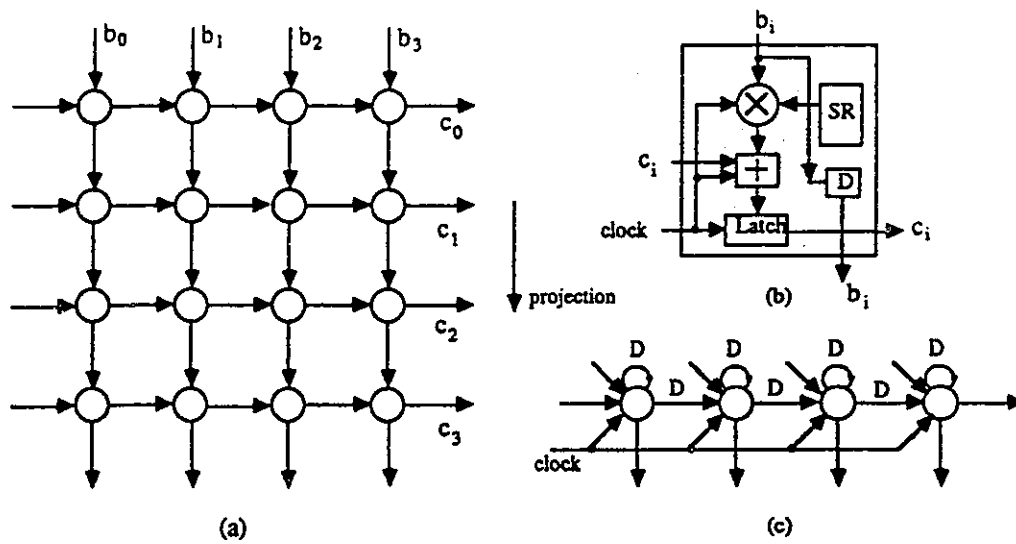 b0 b1 b2 b3
c0
c1
c2
c3
projection
(a)
bi
SR
ci
D
clock
Latch
ci
bi
(b)
D D D D
D D D
clock
(c)